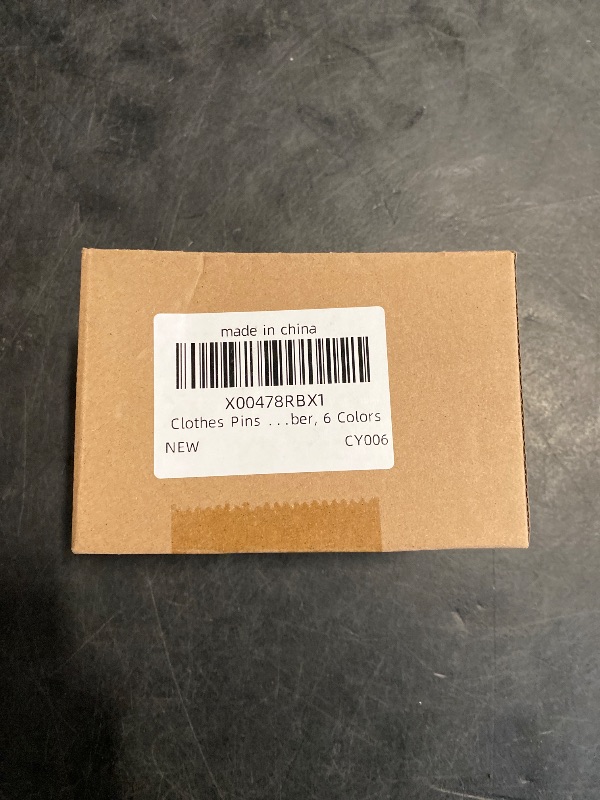 made in china
X00478RBX1
Clothes Pins ...ber, 6 Colors
NEW CY006